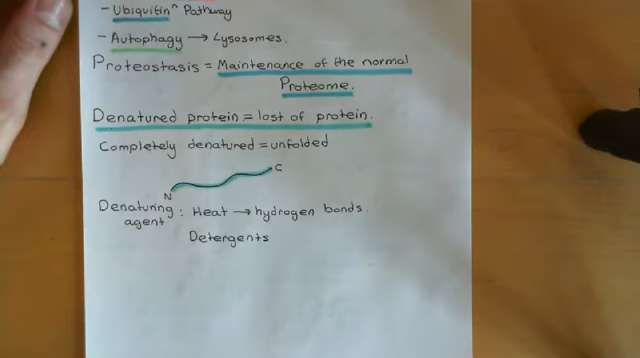 - Ubiquitinⁿ Pathway
- Autophagy → Lysosomes.
Proteostasis = Maintenance of the normal
Proteome.
Denatured protein = lost of protein.
Completely denatured = unfolded
C
N
Denaturing : Heat → hydrogen bonds.
agent
Detergents